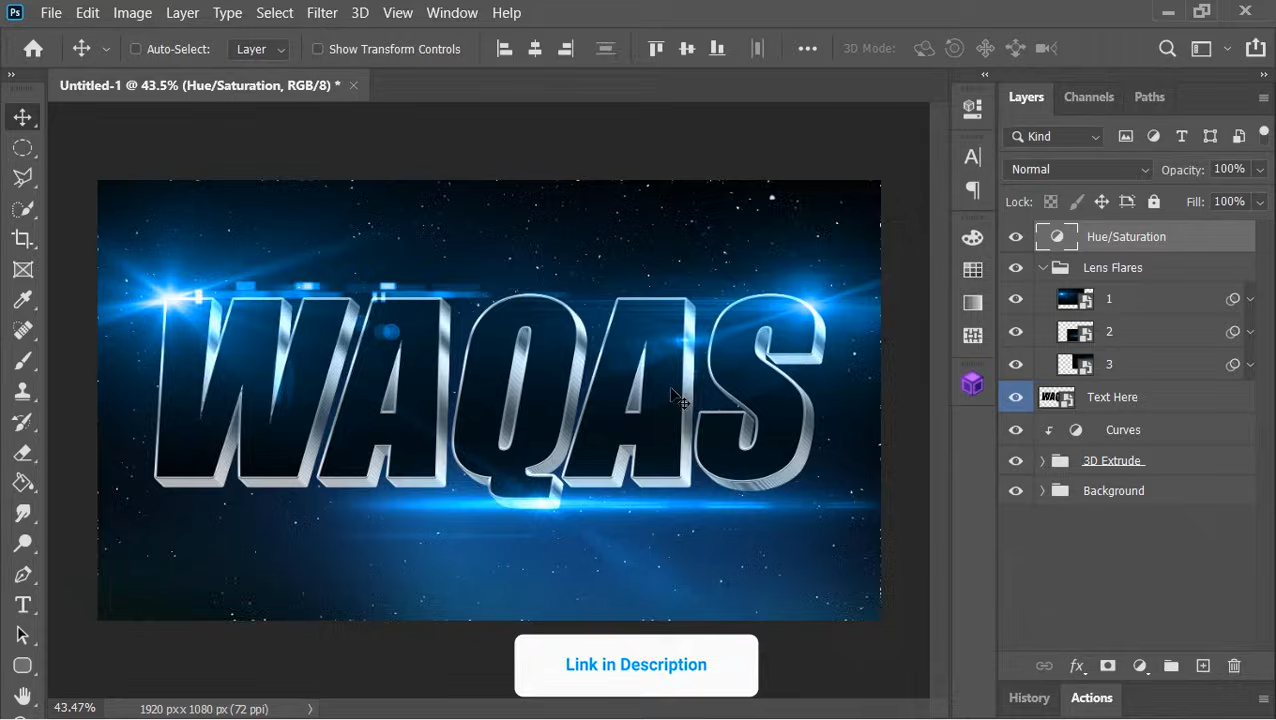 Ps File Edit Image Layer Type Select Filter 3D View Window Help
Auto-Select: Layer Show Transform Controls 3D Mode:
Untitled-1 @ 43.5% (Hue/Saturation, RGB/8) *
Layers Channels Paths
Kind
Normal Opacity: 100%
Lock: Fill: 100%
Hue/Saturation
Lens Flares
1
2
3
Text Here
Curves
3D Extrude
Background
WAQAS
Link in Description
History Actions
43.47% 1920 px x 1080 px (72 ppi)